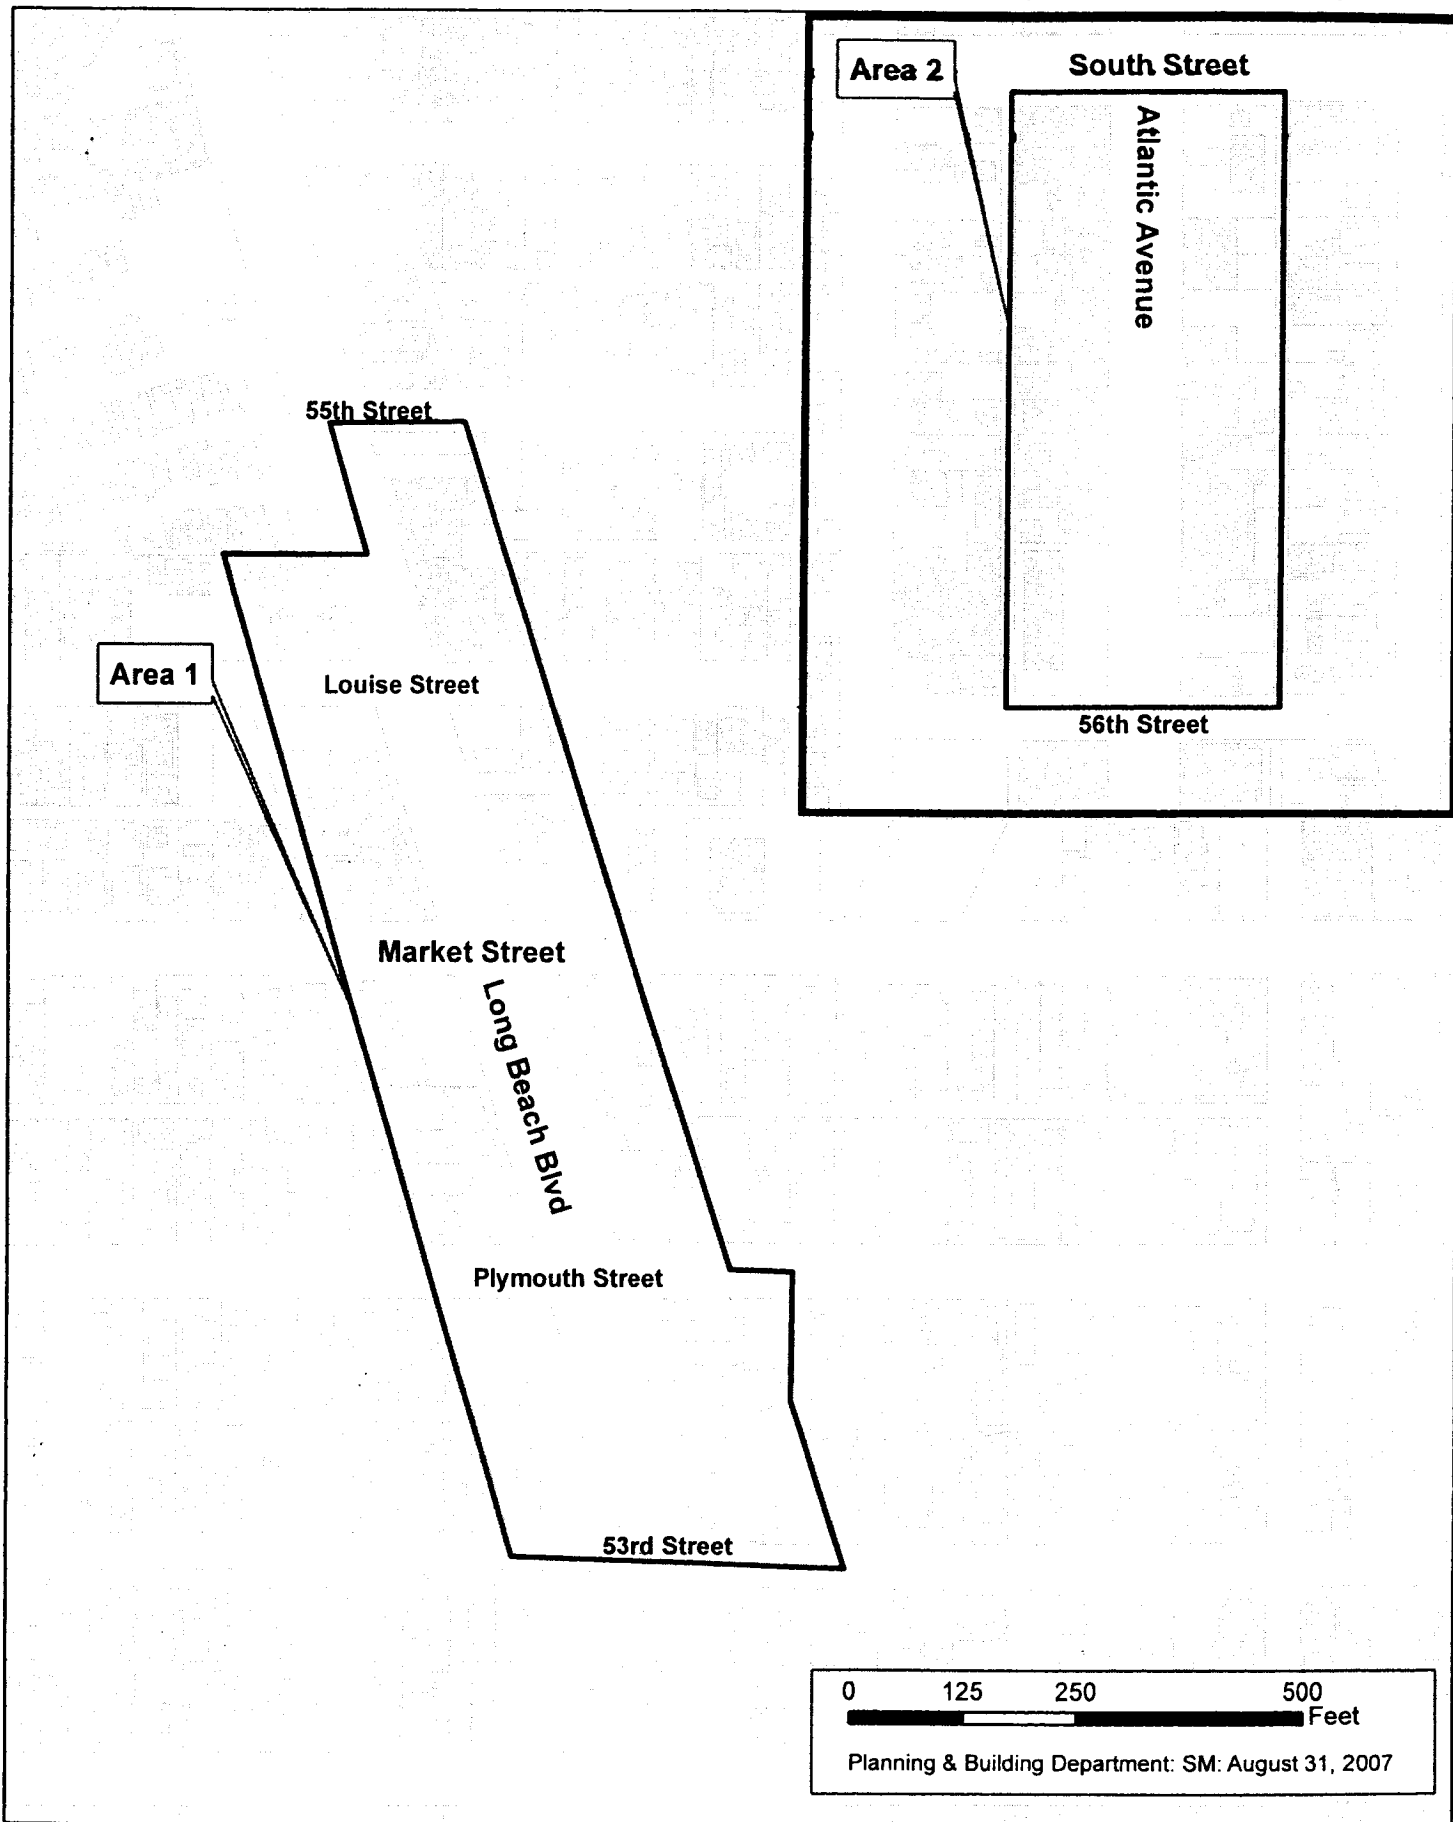 Area 2
South Street
Atlantic Avenue
56th Street
55th Street
Area 1
Louise Street
Market Street
Long Beach Blvd
Plymouth Street
53rd Street
0 125 250 500
Feet
Planning & Building Department: SM: August 31, 2007